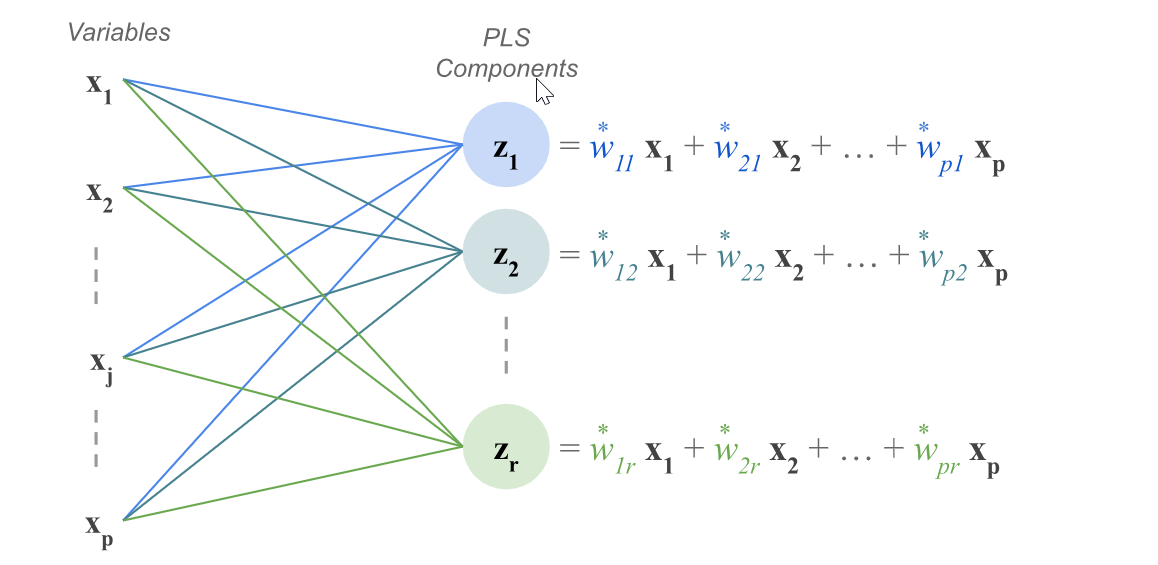 Variables
PLS
Components
x1
x2
xj
xp
z1 = w*11 x1 + w*21 x2 + … + w*p1 xp
z2 = w*12 x1 + w*22 x2 + … + w*p2 xp
zr = w*1r x1 + w*2r x2 + … + w*pr xp